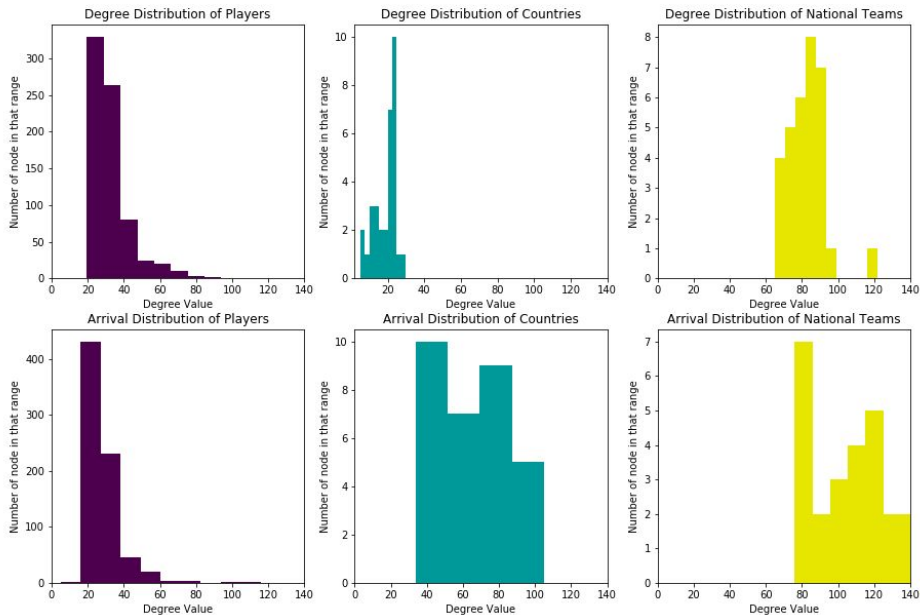 Degree Distribution of Players
Number of node in that range
300
250
200
150
100
50
0
0 20 40 60 80 100 120 140
Degree Value
Degree Distribution of Countries
Number of node in that range
10
8
6
4
2
0
0 20 40 60 80 100 120 140
Degree Value
Degree Distribution of National Teams
Number of node in that range
8
7
6
5
4
3
2
1
0
0 20 40 60 80 100 120 140
Degree Value
Arrival Distribution of Players
Number of node in that range
400
300
200
100
0
0 20 40 60 80 100 120 140
Degree Value
Arrival Distribution of Countries
Number of node in that range
10
8
6
4
2
0
0 20 40 60 80 100 120 140
Degree Value
Arrival Distribution of National Teams
Number of node in that range
7
6
5
4
3
2
1
0
0 20 40 60 80 100 120 140
Degree Value